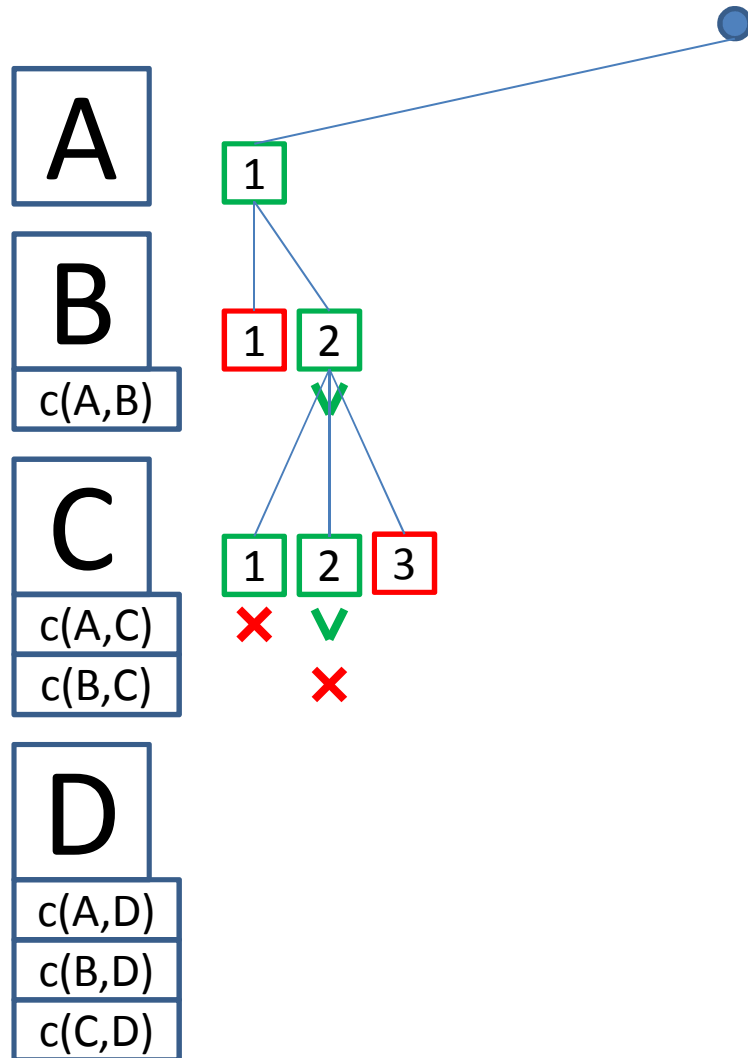 A
1
B
1 2
c(A,B)
C
1 2 3
c(A,C)
c(B,C)
D
c(A,D)
c(B,D)
c(C,D)